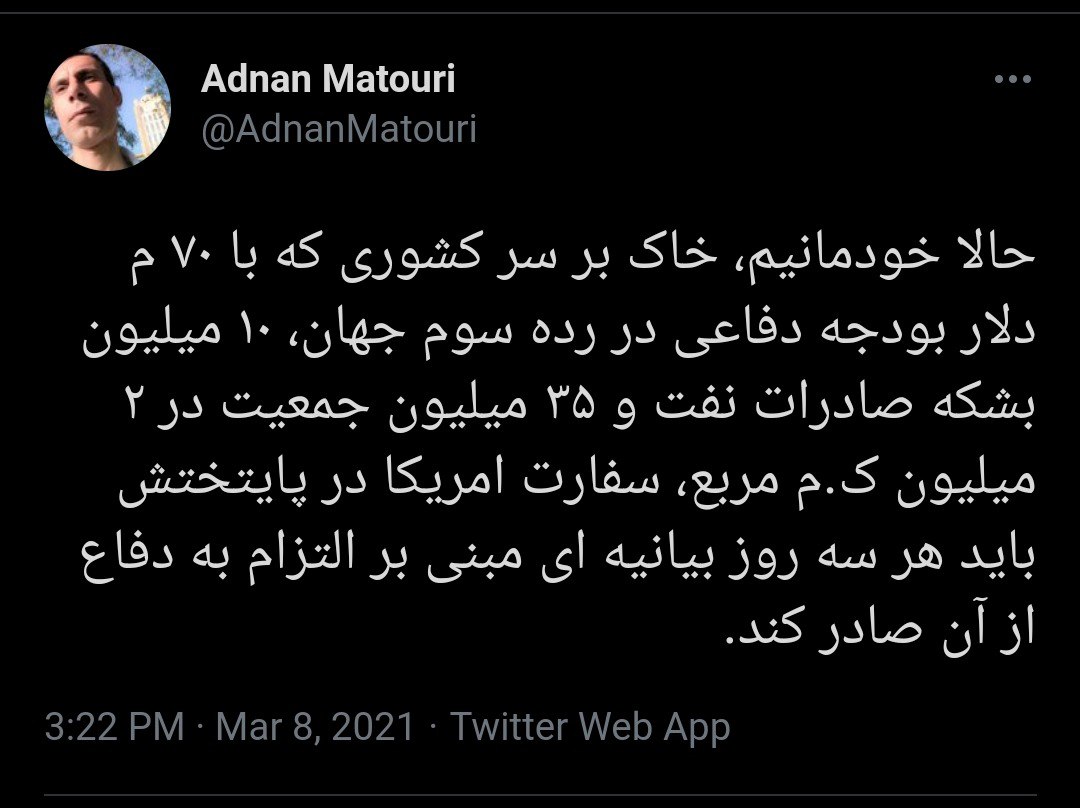 Adnan Matouri
@AdnanMatouri
حالا خودمانیم، خاک بر سر کشوری که با ۷۰ م
دلار بودجه دفاعی در رده سوم جهان، ۱۰ میلیون
بشکه صادرات نفت و ۳۵ میلیون جمعیت در ۲
میلیون ک.م مربع، سفارت امریکا در پایتختش
باید هر سه روز بیانیه ای مبنی بر التزام به دفاع
از آن صادر کند.
3:22 PM · Mar 8, 2021 · Twitter Web App